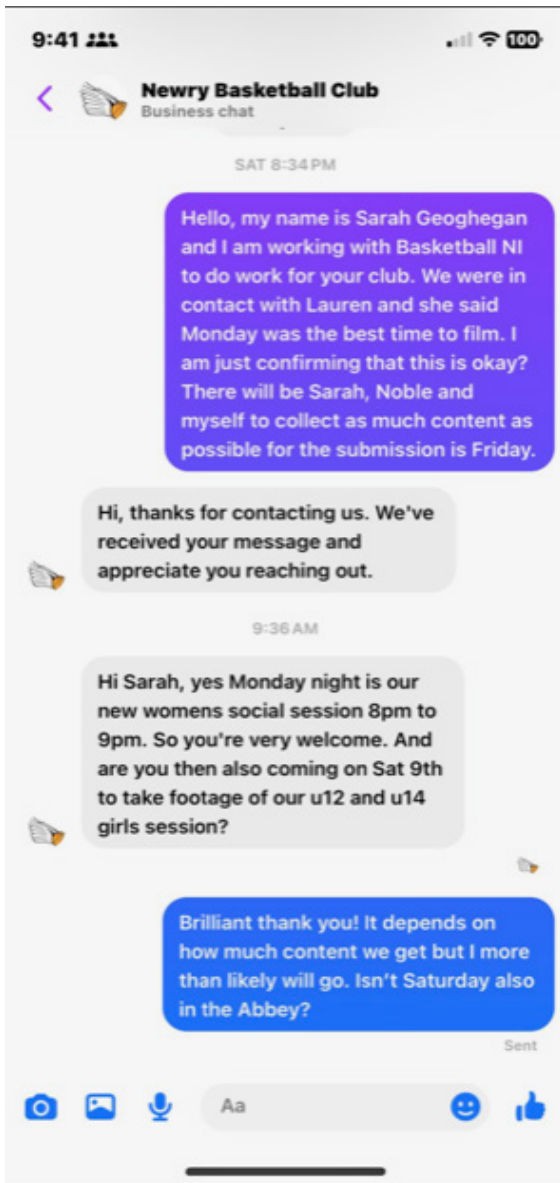 9:41
100
Newry Basketball Club
Business chat
SAT 8:34 PM
Hello, my name is Sarah Geoghegan
and I am working with Basketball NI
to do work for your club. We were in
contact with Lauren and she said
Monday was the best time to film. I
am just confirming that this is okay?
There will be Sarah, Noble and
myself to collect as much content as
possible for the submission is Friday.
Hi, thanks for contacting us. We've
received your message and
appreciate you reaching out.
9:36 AM
Hi Sarah, yes Monday night is our
new womens social session 8pm to
9pm. So you're very welcome. And
are you then also coming on Sat 9th
to take footage of our u12 and u14
girls session?
Brilliant thank you! It depends on
how much content we get but I more
than likely will go. Isn't Saturday also
in the Abbey?
Sent
Aa